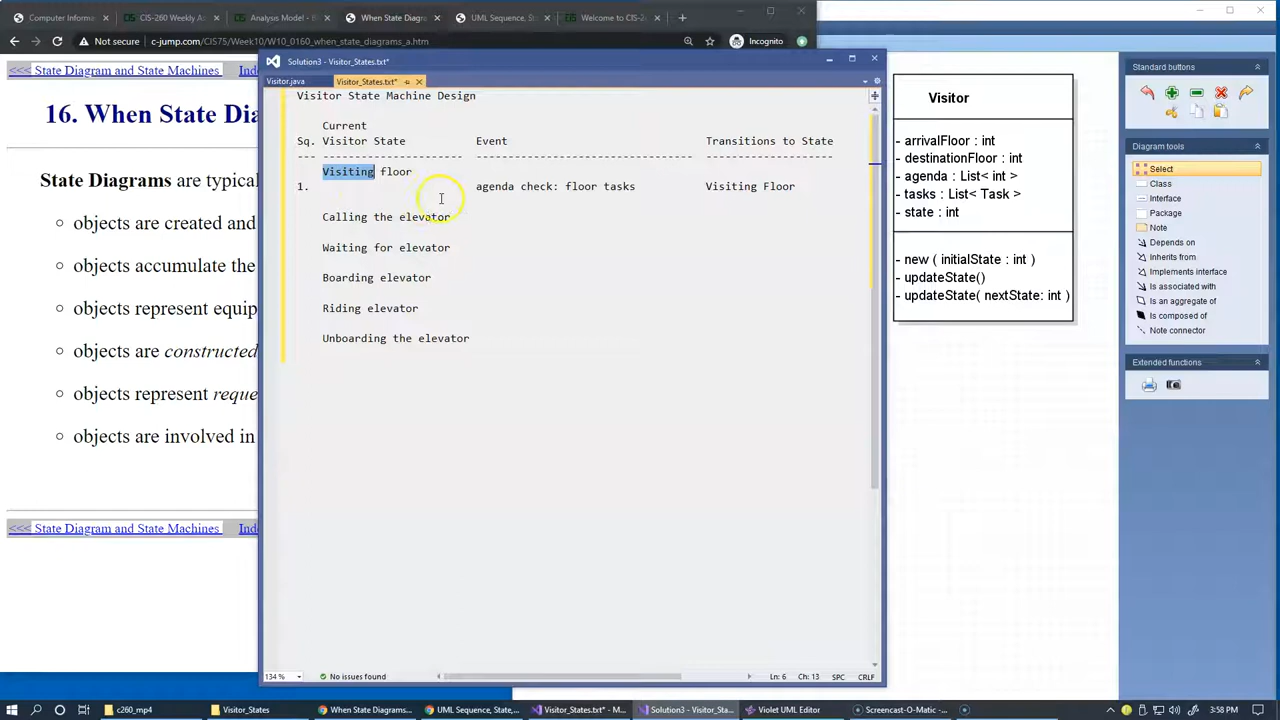 Computer Informa
CIS-260 Weekly As
Analysis Model! - B
When State Diagra
UML Sequence, St
Welcome to CIS-2
Not secure
c-jump.com/CIS75/Week10/W10_0160_when_state_diagrams_a.htm
Incognito
<<< State Diagram and State Machines
Inde
16. When State Dia
State Diagrams are typical
objects are created and
objects accumulate the
objects represent equip
objects are constructed
objects represent reque
objects are involved in
<<< State Diagram and State Machines
Ind
Solution3 - Visitor_States.txt*
Visitor.java
Visitor_States.txt*
Visitor State Machine Design
Current
Sq. Visitor State Event Transitions to State
--- ------------------------------------------- ---------------
Visiting floor
1. agenda check: floor tasks Visiting Floor
Calling the elevator
Waiting for elevator
Boarding elevator
Riding elevator
Unboarding the elevator
134 %
No issues found
Ln: 6
Ch: 13
SPC
CRLF
Visitor
- arrivalFloor : int
- destinationFloor : int
- agenda : List< int >
- tasks : List< Task >
- state : int
- new ( initialState : int )
- updateState()
- updateState( nextState: int )
Standard buttons
Diagram tools
Select
Class
Interface
Package
Note
Depends on
Inherits from
Implements interface
Is associated with
Is an aggregate of
Is composed of
Note connector
Extended functions
c260_mp4
Visitor_States
When State Diagrams...
UML Sequence, State,...
Visitor_States.txt* - M...
Solution3 - Visitor_Sta...
Violet UML Editor
Screencast-O-Matic - ...
3:58 PM